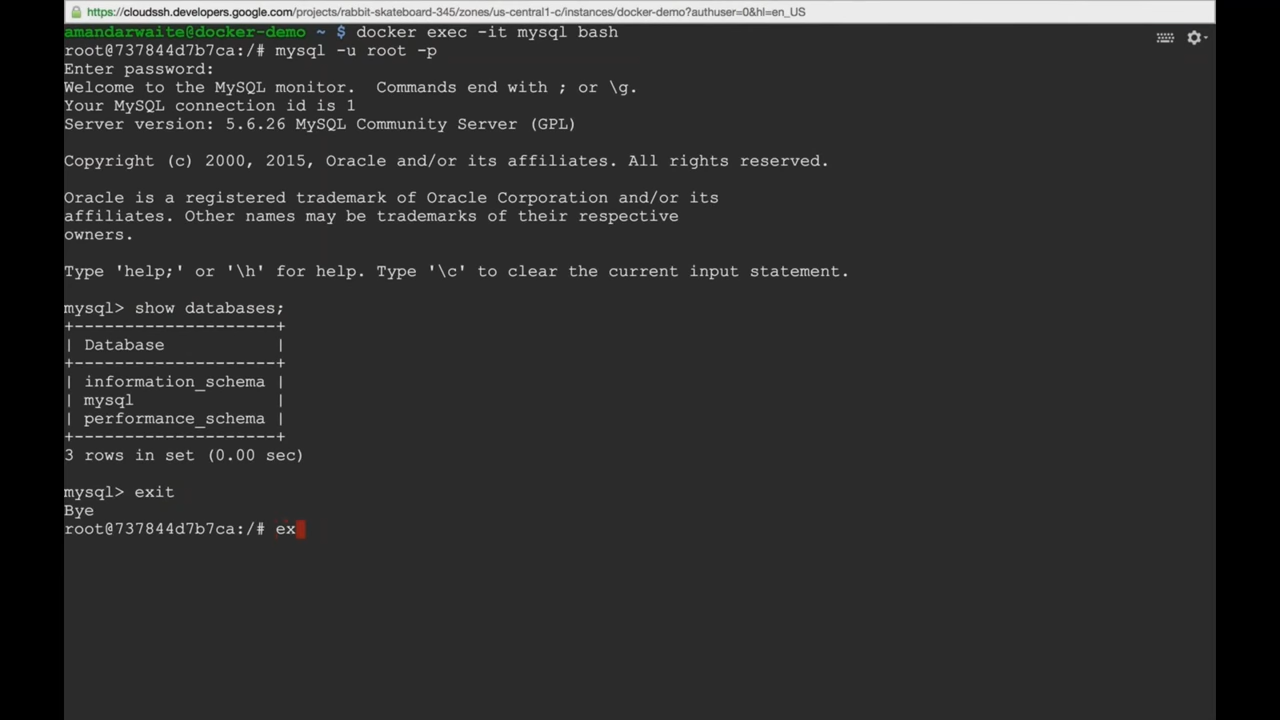 https://cloudssh.developers.google.com/projects/rabbit-skateboard-345/zones/us-central1-c/instances/docker-demo?authuser=0&hl=en_US
amandarwaite@docker-demo ~ $ docker exec -it mysql bash
root@737844d7b7ca:/# mysql -u root -p
Enter password:
Welcome to the MySQL monitor.  Commands end with ; or \g.
Your MySQL connection id is 1
Server version: 5.6.26 MySQL Community Server (GPL)
Copyright (c) 2000, 2015, Oracle and/or its affiliates. All rights reserved.
Oracle is a registered trademark of Oracle Corporation and/or its
affiliates. Other names may be trademarks of their respective
owners.
Type 'help;' or '\h' for help. Type '\c' to clear the current input statement.
mysql> show databases;
+--------------------+
| Database           |
+--------------------+
| information_schema |
| mysql              |
| performance_schema |
+--------------------+
3 rows in set (0.00 sec)
mysql> exit
Bye
root@737844d7b7ca:/# ex